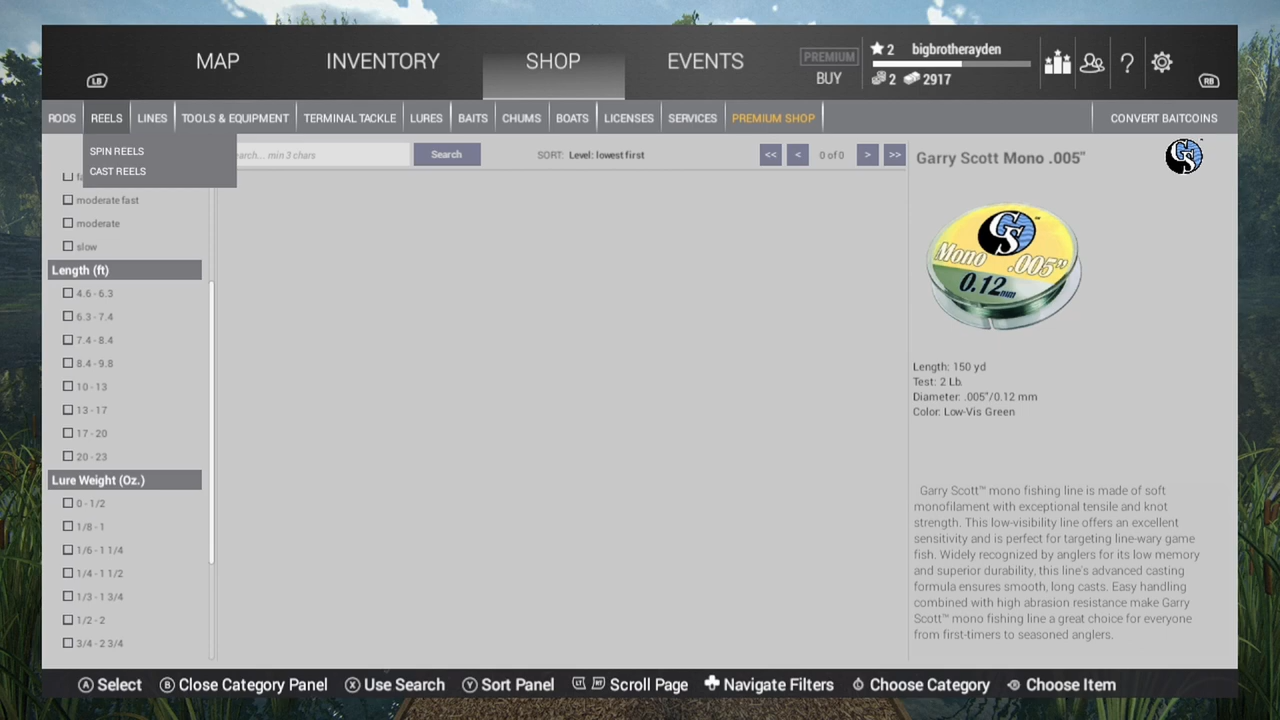 MAP
INVENTORY
SHOP
EVENTS
PREMIUM
BUY
2 bigbrotherayden
2 2917
LB
RB
RODS
REELS
LINES
TOOLS & EQUIPMENT
TERMINAL TACKLE
LURES
BAITS
CHUMS
BOATS
LICENSES
SERVICES
PREMIUM SHOP
CONVERT BAITCOINS
SPIN REELS
CAST REELS
earch... min 3 chars
Search
SORT: Level: lowest first
<< < 0 of 0 > >>
moderate fast
moderate
slow
Length (ft)
4.6 - 6.3
6.3 - 7.4
7.4 - 8.4
8.4 - 9.8
10 - 13
13 - 17
17 - 20
20 - 23
Lure Weight (Oz.)
0 - 1/2
1/8 - 1
1/6 - 1 1/4
1/4 - 1 1/2
1/3 - 1 3/4
1/2 - 2
3/4 - 2 3/4
Garry Scott Mono .005"
GS
GS™
Mono .005"
0.12mm
Length: 150 yd
Test: 2 Lb.
Diameter: .005"/0.12 mm
Color: Low-Vis Green
Garry Scott™ mono fishing line is made of soft
monofilament with exceptional tensile and knot
strength. This low-visibility line offers an excellent
sensitivity and is perfect for targeting line-wary game
fish. Widely recognized by anglers for its low memory
and superior durability, this line's advanced casting
formula ensures smooth, long casts. Easy handling
combined with high abrasion resistance make Garry
Scott™ mono fishing line a great choice for everyone
from first-timers to seasoned anglers.
A Select B Close Category Panel X Use Search Y Sort Panel LT RT Scroll Page Navigate Filters Choose Category Choose Item